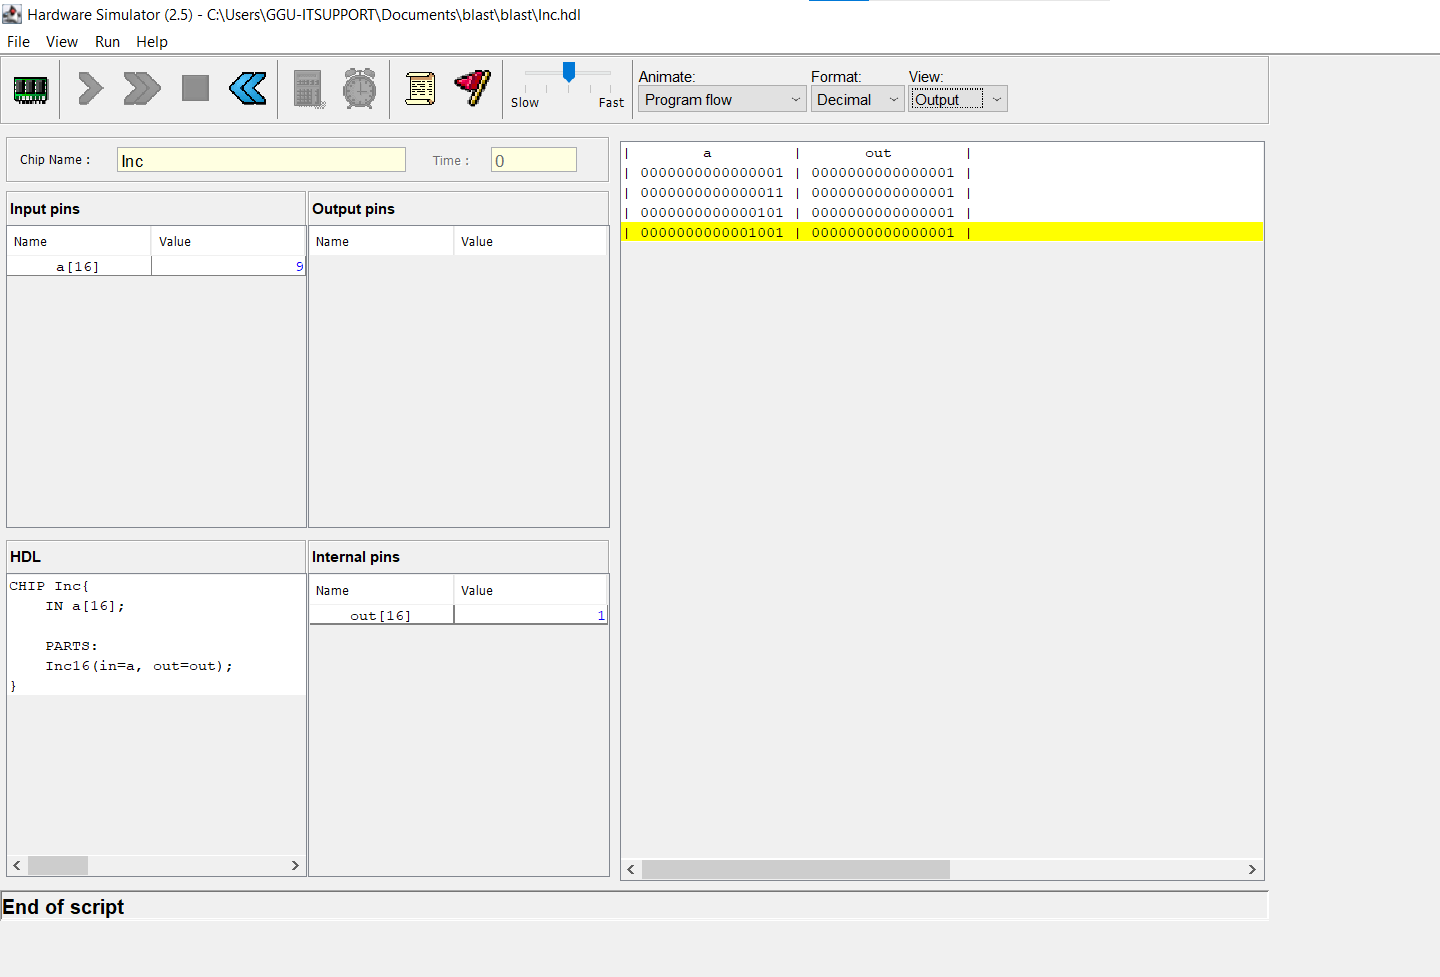 Hardware Simulator (2.5) - C:\Users\GGU-ITSUPPORT\Documents\blast\blast\Inc.hdl
File View Run Help
Slow Fast
Animate: Format: View:
Program flow Decimal Output
Chip Name : Inc Time : 0
Input pins
Name Value
a[16] 9
Output pins
Name Value
HDL
CHIP Inc{
IN a[16];
PARTS:
Inc16(in=a, out=out);
}
Internal pins
Name Value
out[16] 1
| a | out |
| 0000000000000001 | 0000000000000001 |
| 0000000000000011 | 0000000000000001 |
| 0000000000000101 | 0000000000000001 |
| 0000000000001001 | 0000000000000001 |
End of script